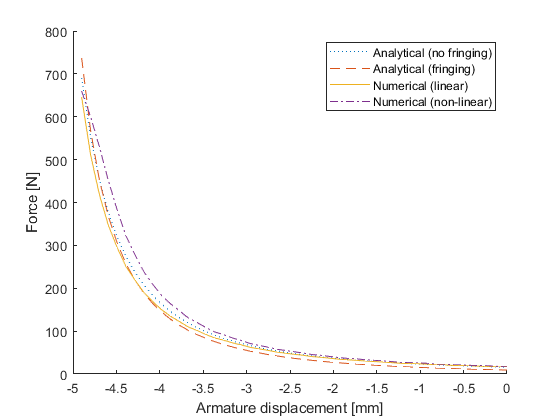 800
700
600
500
400
300
200
100
0
Force [N]
-5 -4.5 -4 -3.5 -3 -2.5 -2 -1.5 -1 -0.5 0
Armature displacement [mm]
Analytical (no fringing)
Analytical (fringing)
Numerical (linear)
Numerical (non-linear)